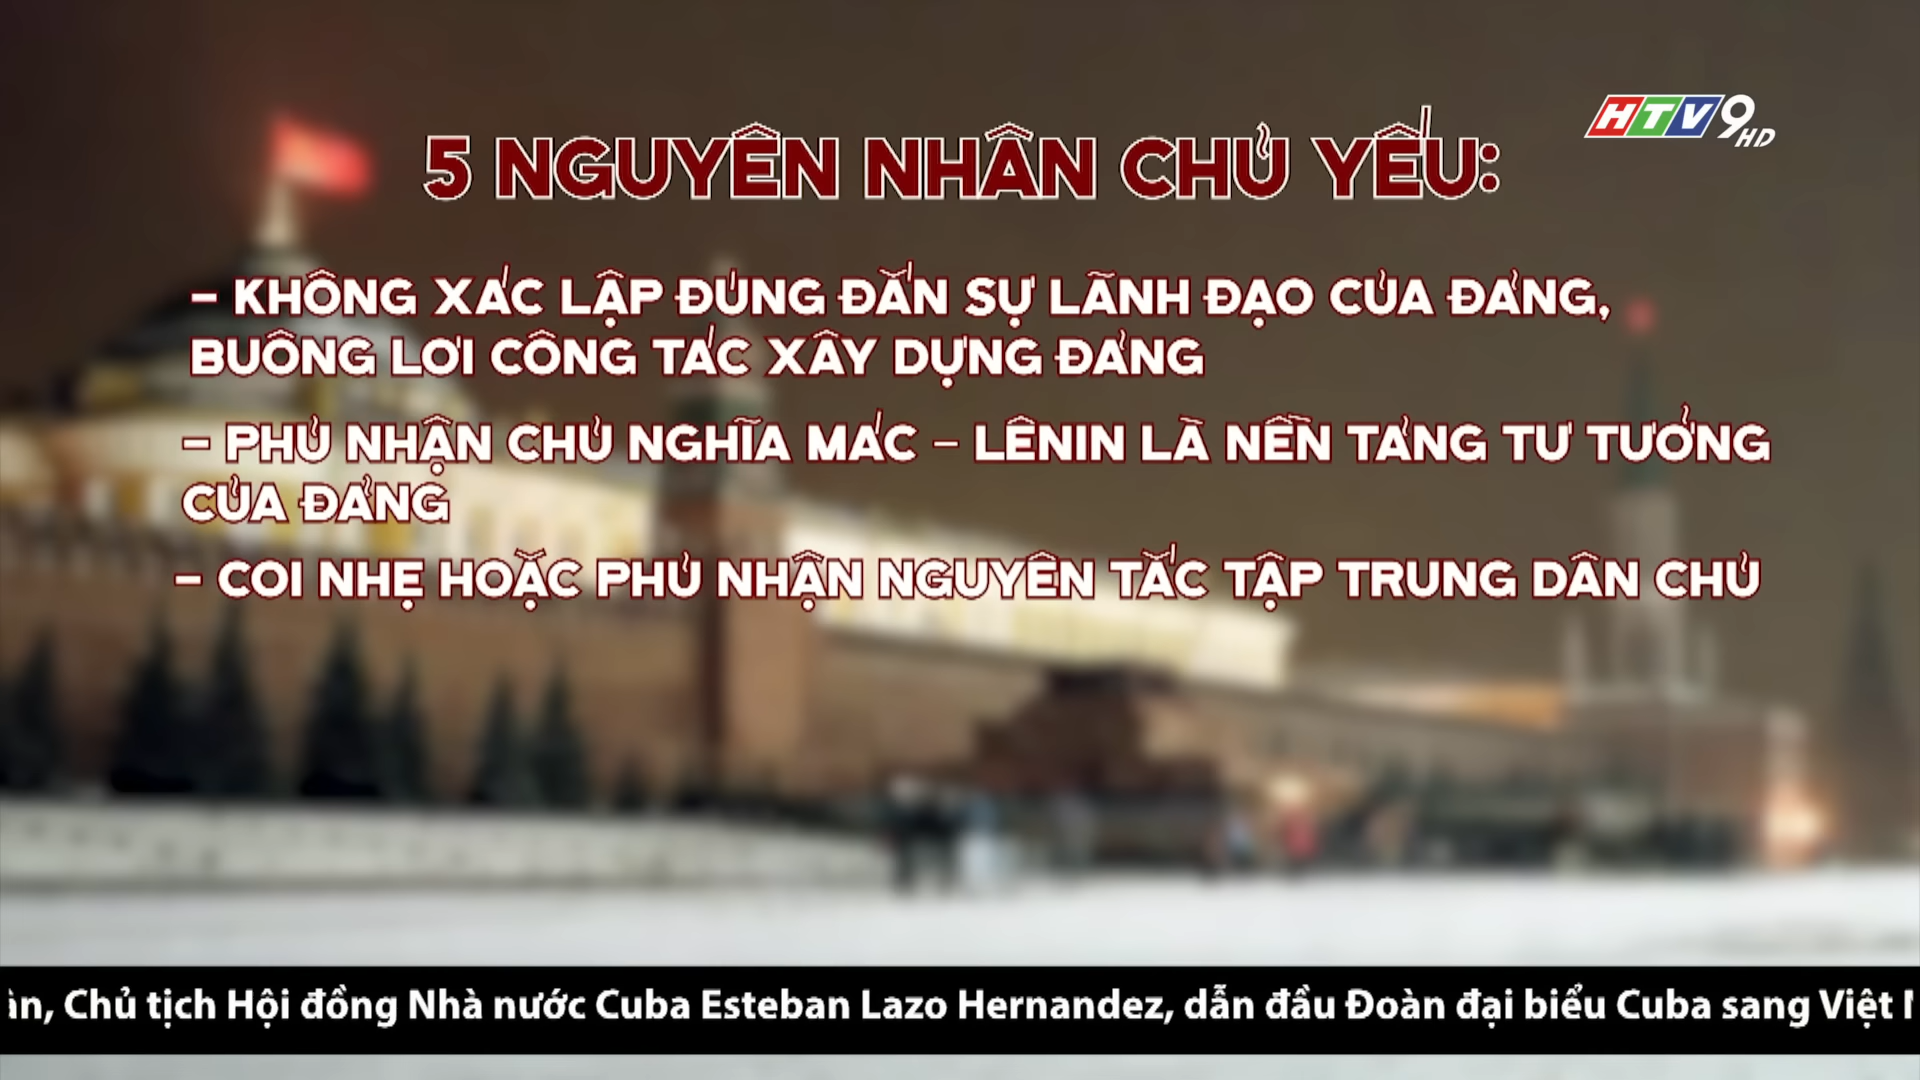 HTV9 HD
5 NGUYÊN NHÂN CHỦ YẾU:
- KHÔNG XÁC LẬP ĐÚNG ĐẮN SỰ LÃNH ĐẠO CỦA ĐẢNG,
BUÔNG LƠI CÔNG TÁC XÂY DỰNG ĐẢNG
- PHỦ NHẬN CHỦ NGHĨA MÁC – LÊNIN LÀ NỀN TẢNG TƯ TƯỞNG
CỦA ĐẢNG
- COI NHẸ HOẶC PHỦ NHẬN NGUYÊN TẮC TẬP TRUNG DÂN CHỦ
, Chủ tịch Hội đồng Nhà nước Cuba Esteban Lazo Hernandez, dẫn đầu Đoàn đại biểu Cuba sang Việt